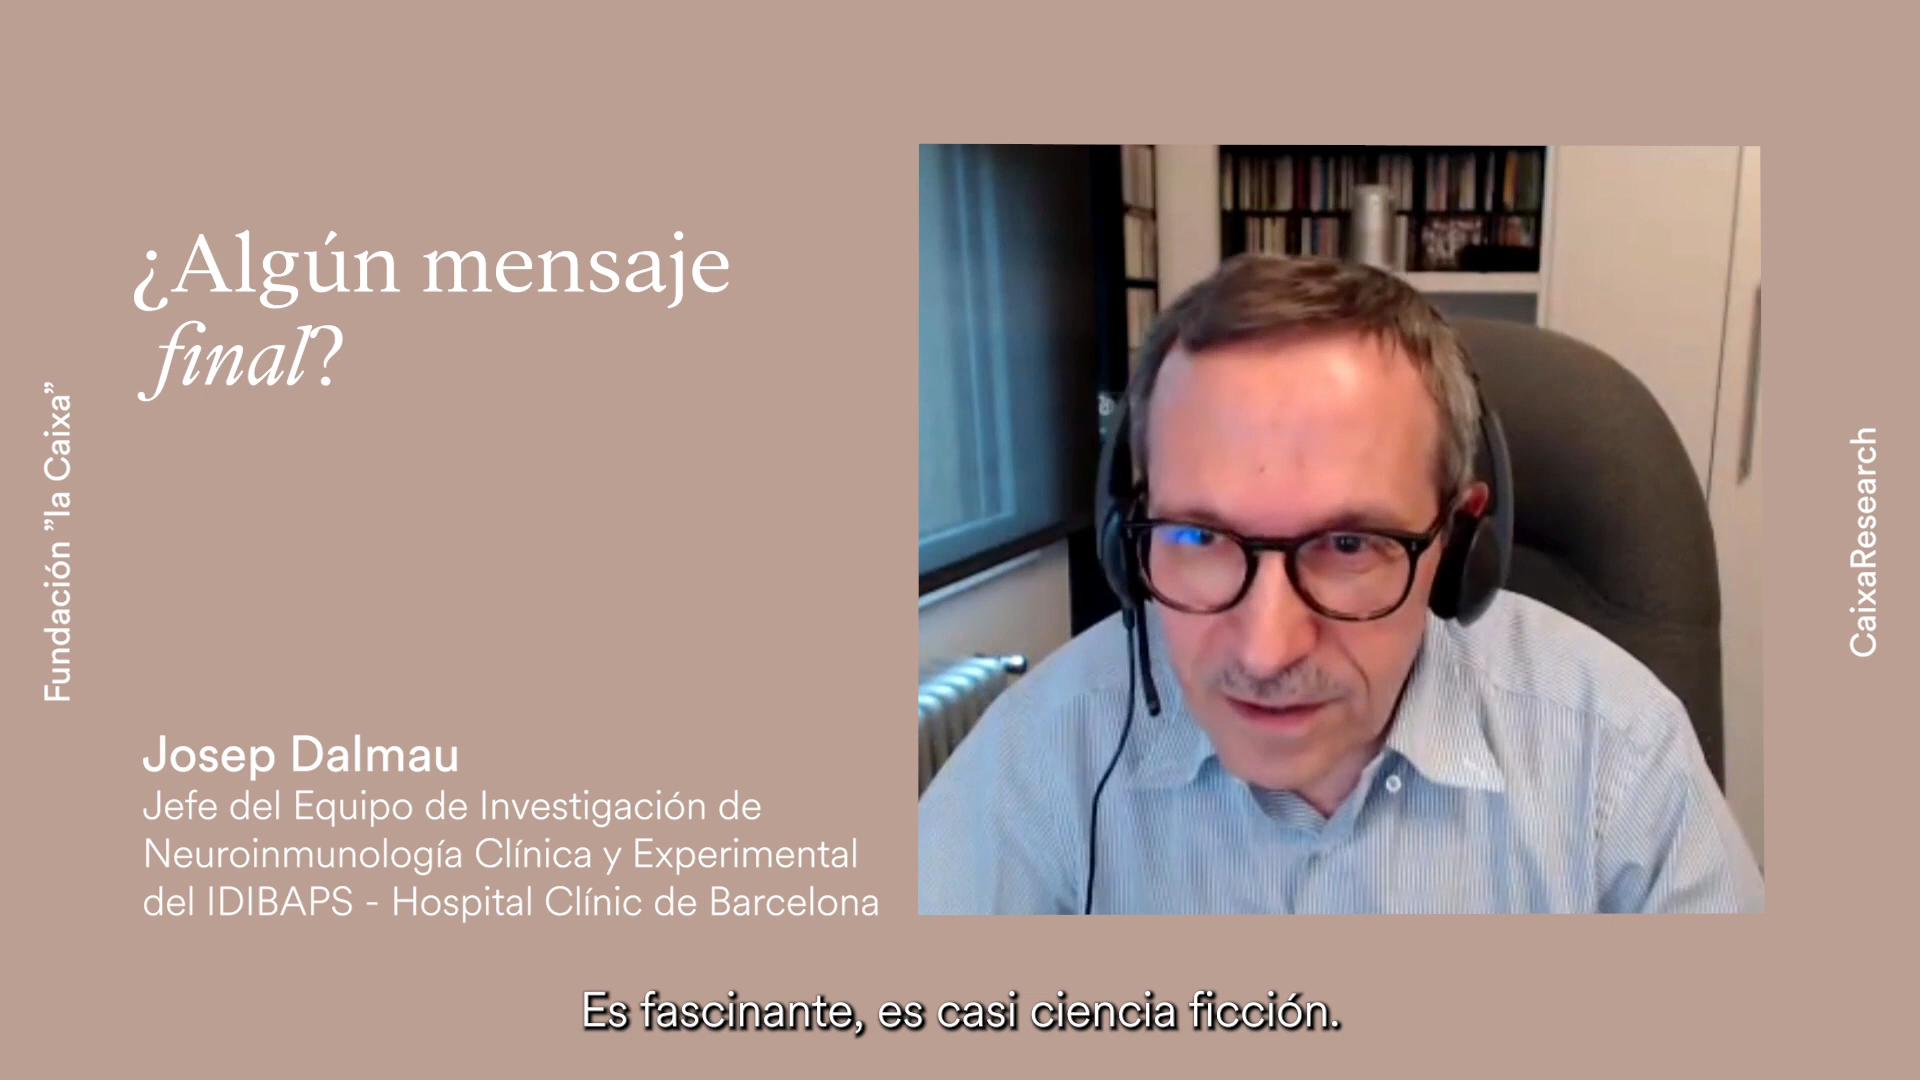 ¿Algún mensaje
final?
Fundación ”la Caixa”
CaixaResearch
Josep Dalmau
Jefe del Equipo de Investigación de
Neuroinmunología Clínica y Experimental
del IDIBAPS - Hospital Clínic de Barcelona
Es fascinante, es casi ciencia ficción.